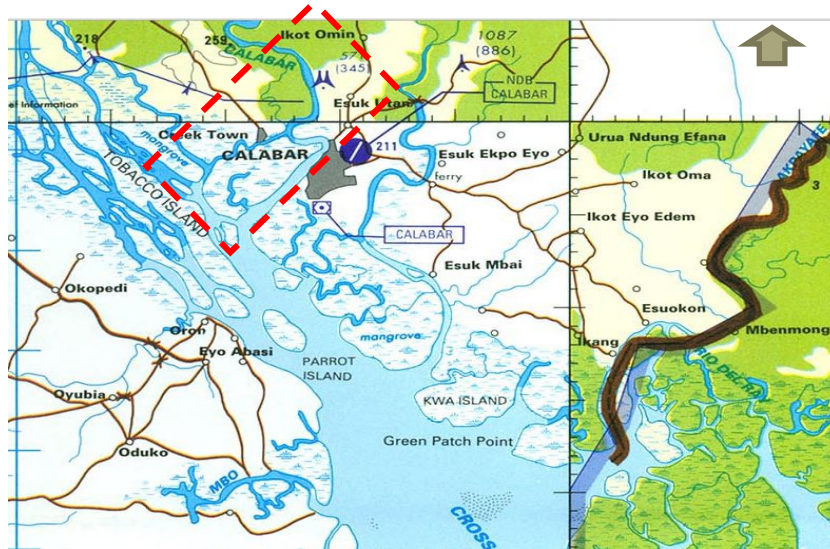 218
259
CALABAR
Ikot Omin
1087
(886)
(345)
NDB
CALABAR
Information
Esuk Utan
Creek Town
mangrove
CALABAR
211
Esuk Ekpo Eyo
ferry
TOBACCO ISLAND
CALABAR
Esuk Mbai
Urua Ndung Efana
AKPAYAFE
Ikot Oma
3
Ikot Eyo Edem
Okopedi
Esuokon
Mbenmong
Ikang
RIO DEL REY
Oron
Eyo Abasi
mangrove
PARROT
ISLAND
KWA ISLAND
Oyubia
Green Patch Point
Oduko
MBO
CROSS